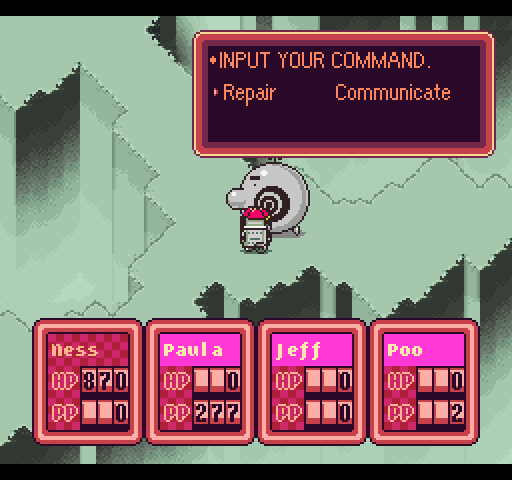 •INPUT YOUR COMMAND.
•Repair Communicate
Ness Paula Jeff Poo
HP 870 HP 0 HP 0 HP 0
PP 0 PP 277 PP 0 PP 2